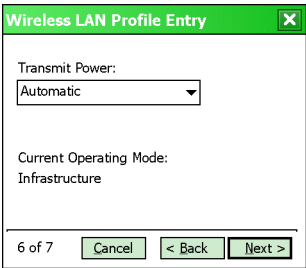 Wireless LAN Profile Entry
Transmit Power:
Automatic
Current Operating Mode:
Infrastructure
6 of 7 Cancel < Back Next >